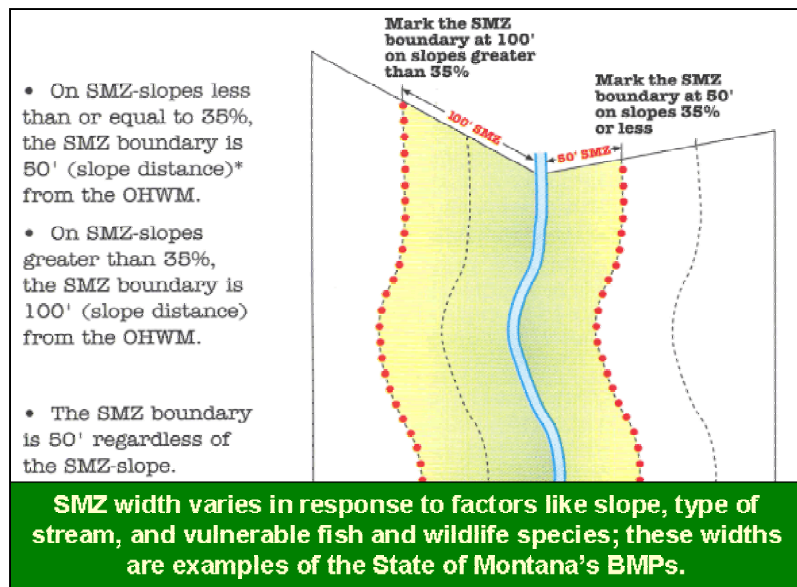 Mark the SMZ
boundary at 100'
on slopes greater
than 35%
Mark the SMZ
boundary at 50'
on slopes 35%
or less
100' SMZ
50' SMZ
• On SMZ-slopes less
than or equal to 35%,
the SMZ boundary is
50' (slope distance)*
from the OHWM.
• On SMZ-slopes
greater than 35%,
the SMZ boundary is
100' (slope distance)
from the OHWM.
• The SMZ boundary
is 50' regardless of
the SMZ-slope.
SMZ width varies in response to factors like slope, type of
stream, and vulnerable fish and wildlife species; these widths
are examples of the State of Montana's BMPs.